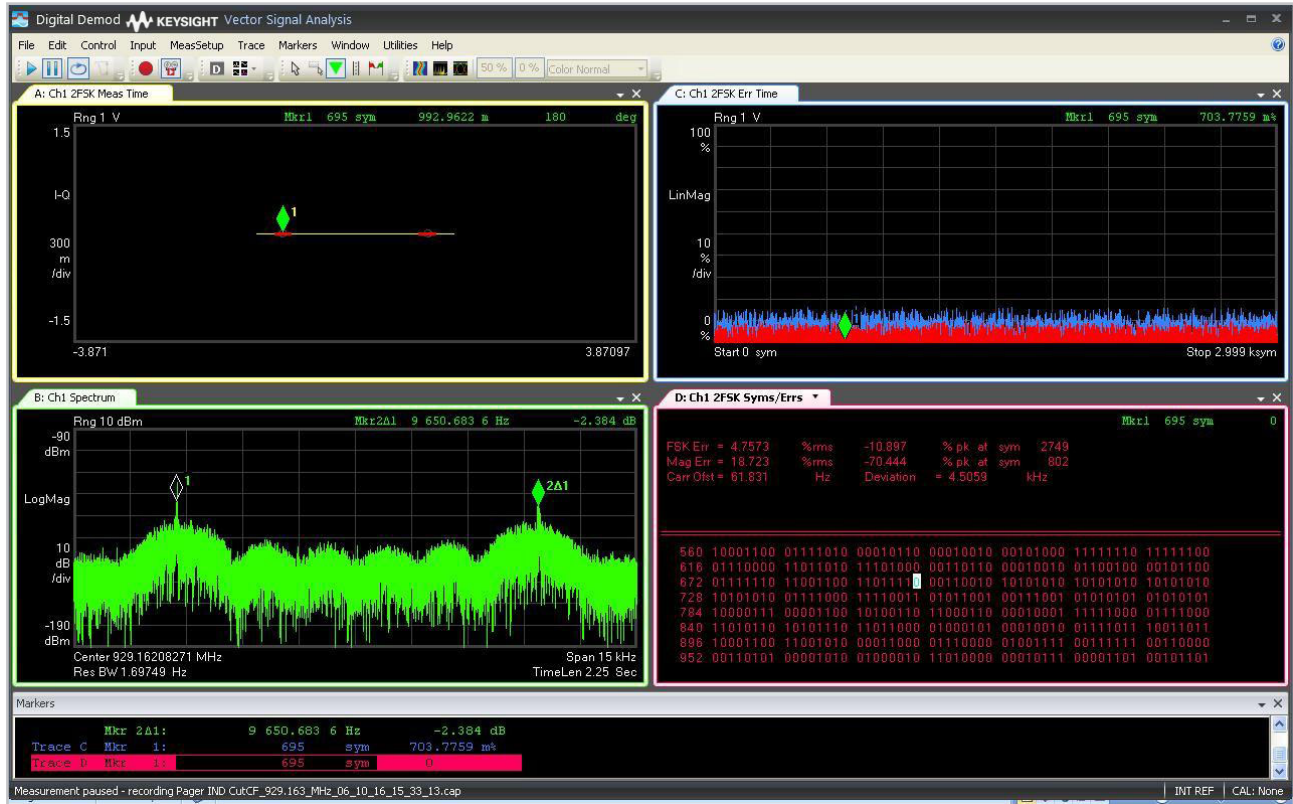 Digital Demod KEYSIGHT Vector Signal Analysis
File Edit Control Input MeasSetup Trace Markers Window Utilities Help
D 50 % 0 % Color Normal
A: Ch1 2FSK Meas Time
Rng 1 V Mkr1 695 sym 992.9622 m 180 deg
1.5
I-Q
1
300
m
/div
-1.5
-3.871 3.87097
C: Ch1 2FSK Err Time
Rng 1 V Mkr1 695 sym 703.7759 m%
100
%
LinMag
10
%
/div
1
0
%
Start 0 sym Stop 2.999 ksym
B: Ch1 Spectrum
Rng 10 dBm Mkr2Δ1 9 650.683 6 Hz -2.384 dB
-90
dBm
1
2Δ1
LogMag
10
dB
/div
-190
dBm
Center 929.16208271 MHz Span 15 kHz
Res BW 1.69749 Hz TimeLen 2.25 Sec
D: Ch1 2FSK Syms/Errs
Mkr1 695 sym 0
FSK Err = 4.7573 %rms -10.897 % pk at sym 2749
Mag Err = 18.723 %rms -70.444 % pk at sym 802
Carr Ofst = 61.831 Hz Deviation = 4.5059 kHz
560 10001100 01111010 00010110 00010010 00101000 11111110 11111100
616 01110000 11011010 11101000 00110110 00010010 01100100 00101100
672 01111110 11001100 11011110 00110010 10101010 10101010 10101010
728 10101010 01111000 11110011 01011001 00111001 01010101 01010101
784 10000111 00001100 10100110 11000110 00010001 11111000 01111000
840 11010110 10101110 11011000 01000101 00010010 01111011 10011011
896 10001100 11001010 00011000 01110000 01001111 00111111 00110000
952 00110101 00001010 01000010 11010000 00010111 00001101 00101101
Markers
Mkr 2Δ1: 9 650.683 6 Hz -2.384 dB
Trace C Mkr 1: 695 sym 703.7759 m%
Trace D Mkr 1: 695 sym 0
Measurement paused - recording Pager IND CutCF_929.163_MHz_06_10_16_15_33_13.cap INT REF CAL: None